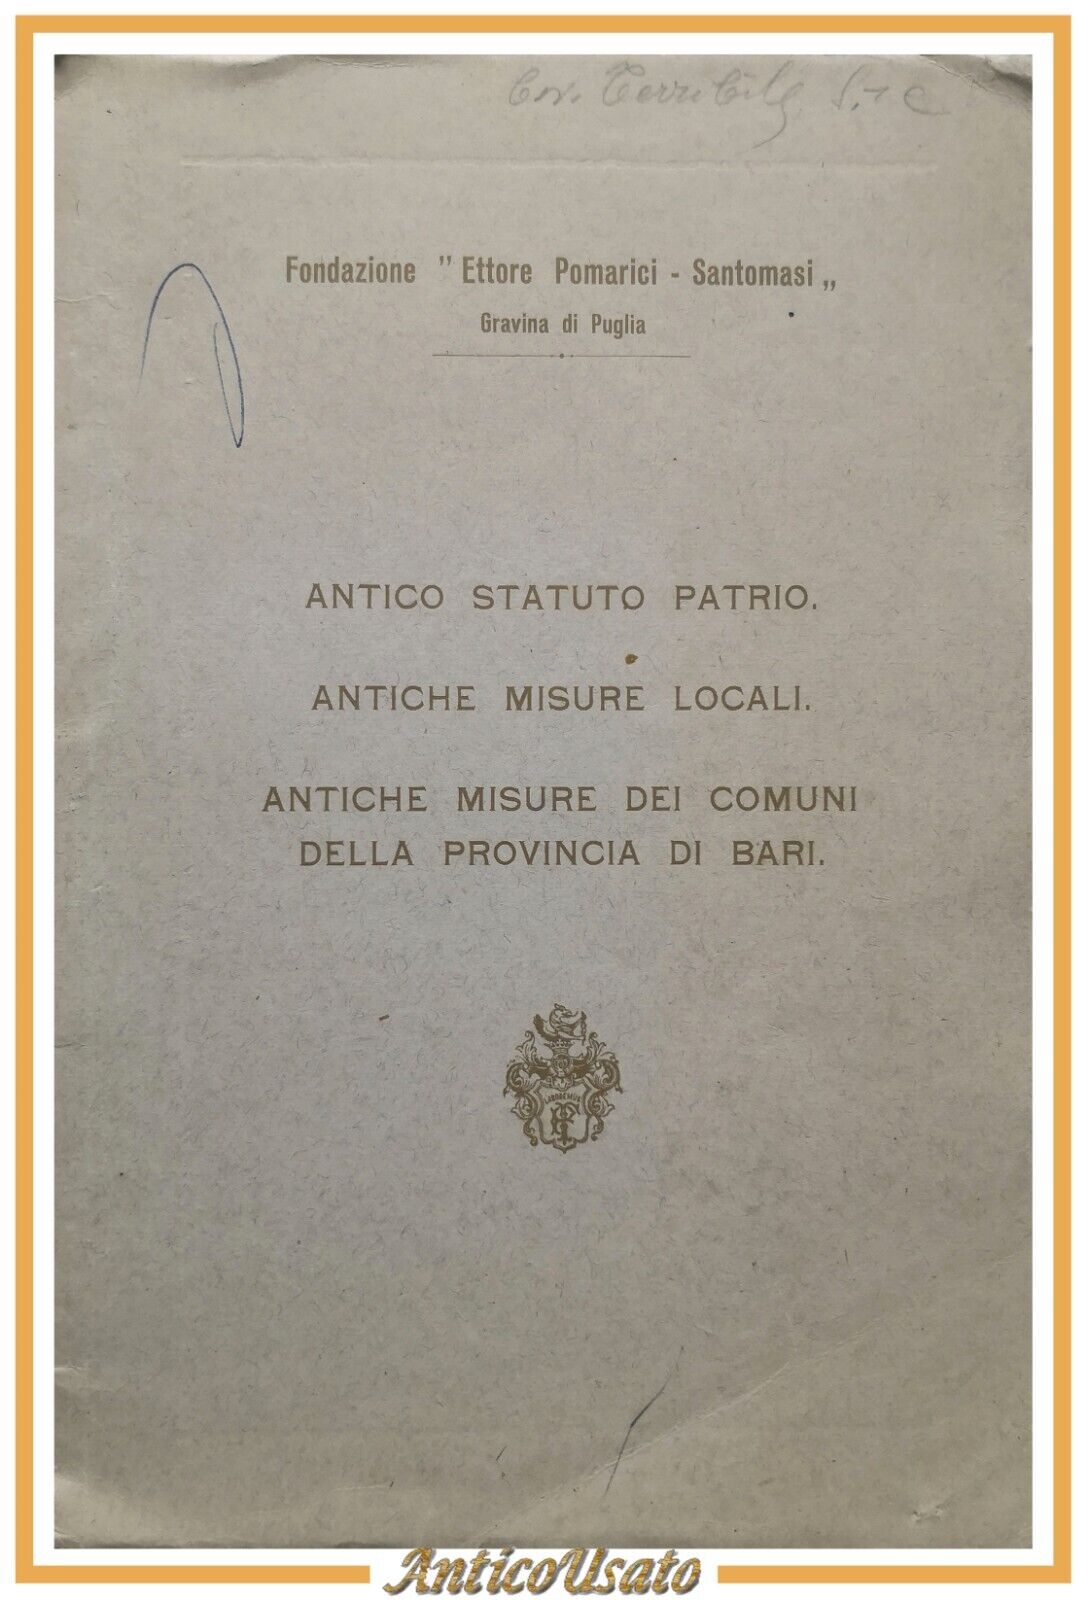 Fondazione " Ettore Pomarici - Santomasi „
Gravina di Puglia
ANTICO STATUTO PATRIO.
ANTICHE MISURE LOCALI.
ANTICHE MISURE DEI COMUNI
DELLA PROVINCIA DI BARI.
LABOREMUS
AnticoUsato